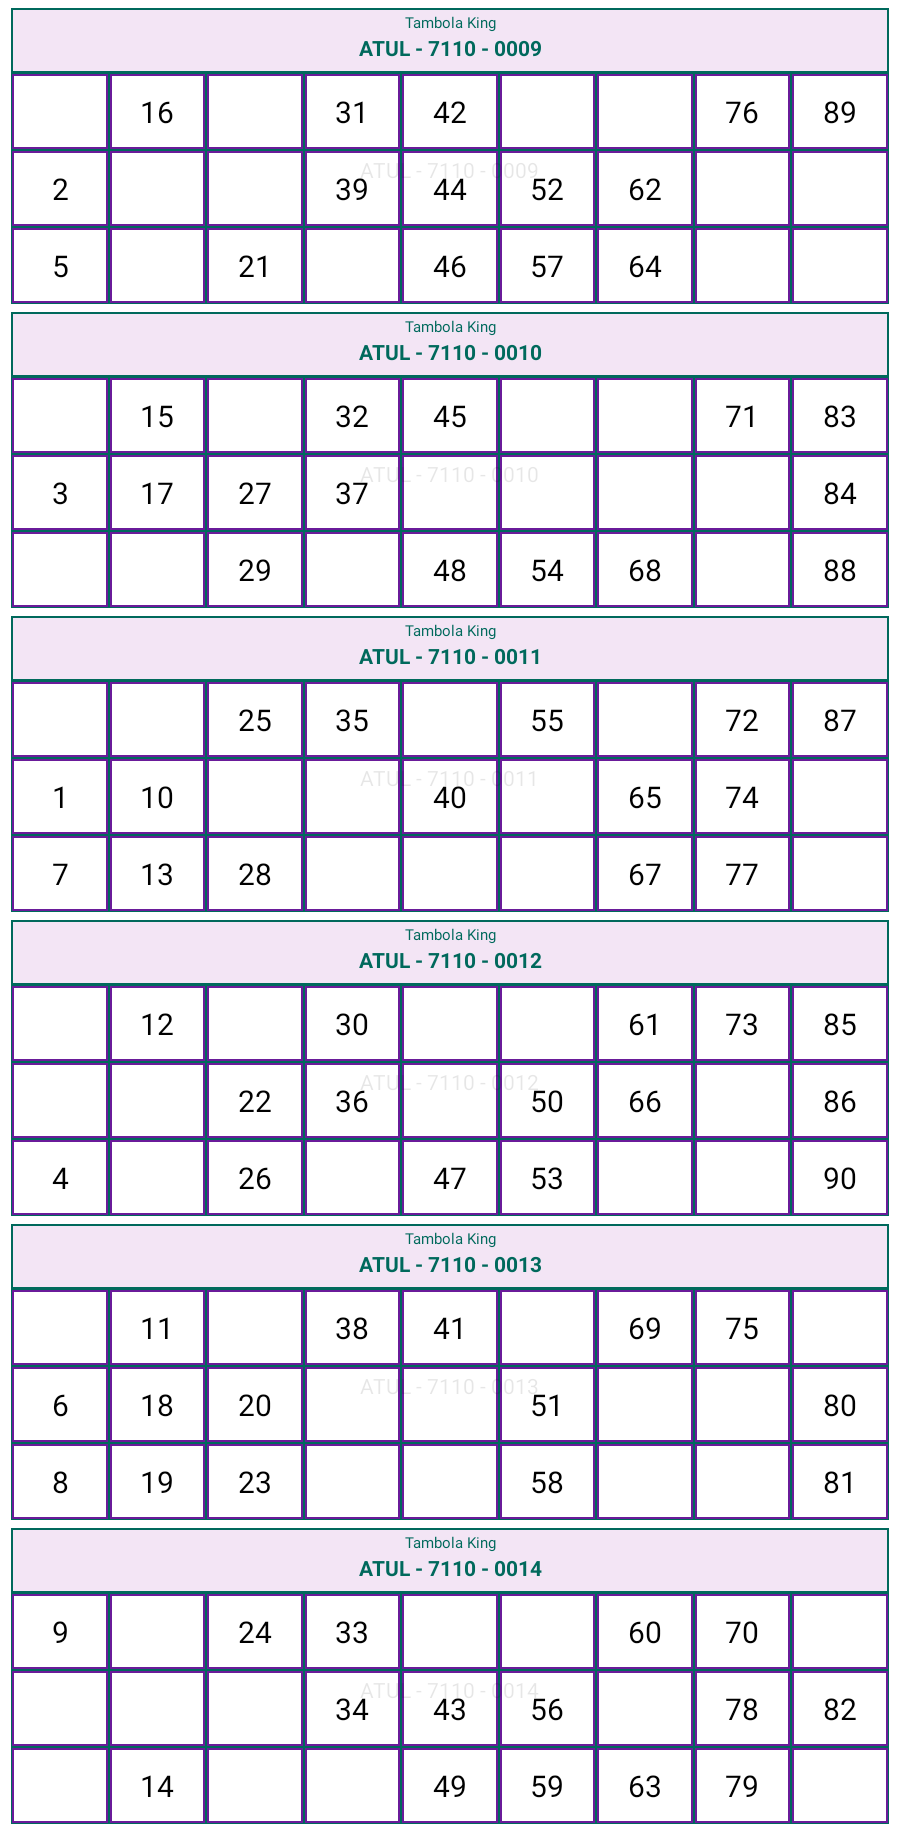 Tambola King
ATUL - 7110 - 0009
16 31 42 76 89
ATUL - 7110 - 0009
2 39 44 52 62
5 21 46 57 64
Tambola King
ATUL - 7110 - 0010
15 32 45 71 83
ATUL - 7110 - 0010
3 17 27 37 84
29 48 54 68 88
Tambola King
ATUL - 7110 - 0011
25 35 55 72 87
ATUL - 7110 - 0011
1 10 40 65 74
7 13 28 67 77
Tambola King
ATUL - 7110 - 0012
12 30 61 73 85
ATUL - 7110 - 0012
22 36 50 66 86
4 26 47 53 90
Tambola King
ATUL - 7110 - 0013
11 38 41 69 75
ATUL - 7110 - 0013
6 18 20 51 80
8 19 23 58 81
Tambola King
ATUL - 7110 - 0014
9 24 33 60 70
ATUL - 7110 - 0014
34 43 56 78 82
14 49 59 63 79